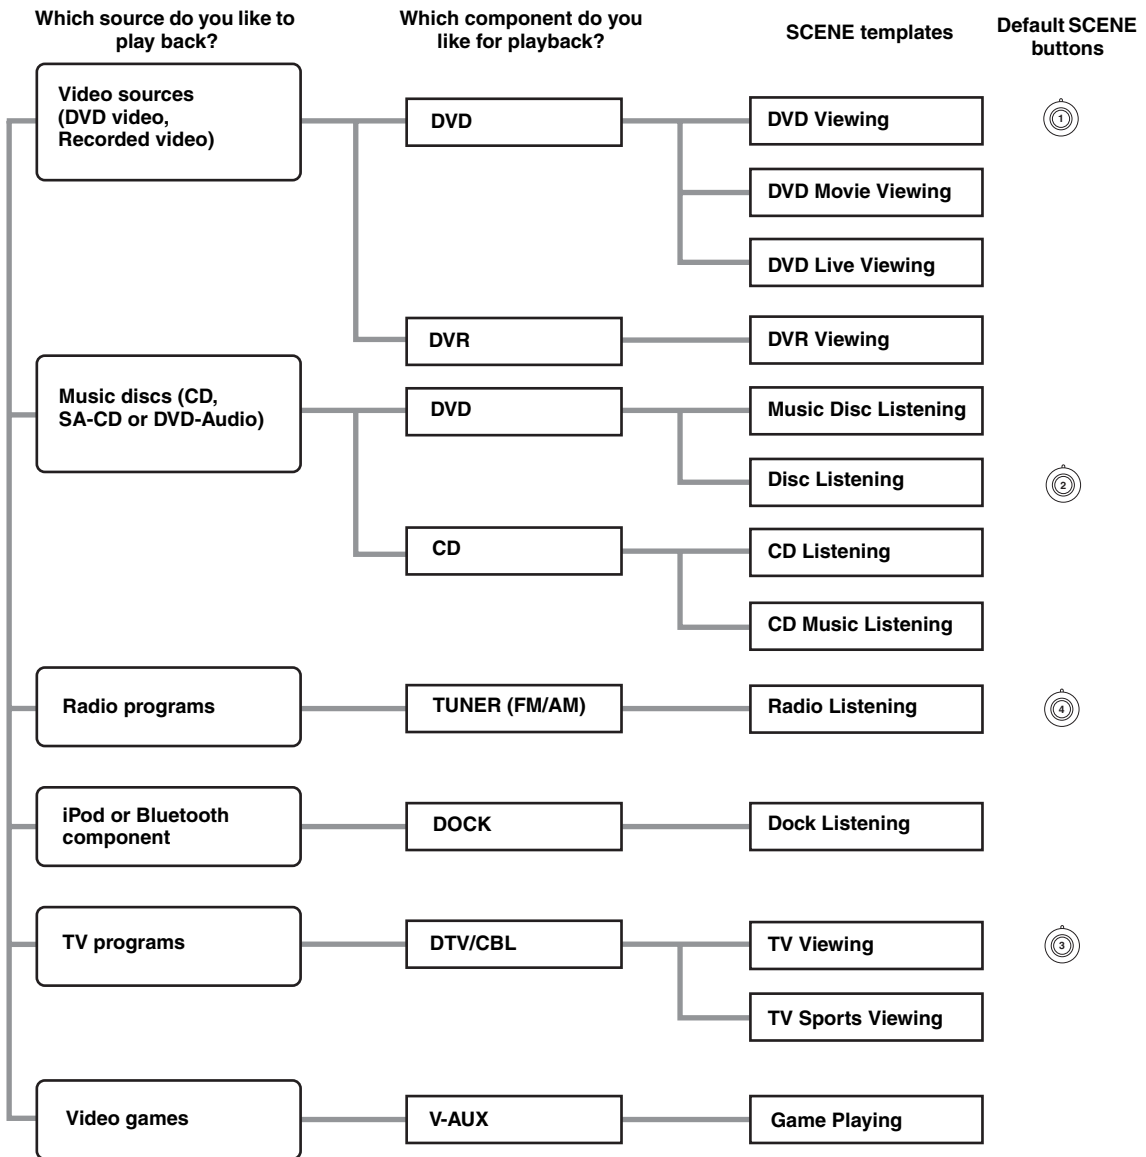 Which source do you like to
play back?
Which component do you
like for playback?
SCENE templates
Default SCENE
buttons
Video sources
(DVD video,
Recorded video)
DVD
DVD Viewing
1
DVD Movie Viewing
DVD Live Viewing
DVR
DVR Viewing
Music discs (CD,
SA-CD or DVD-Audio)
DVD
Music Disc Listening
Disc Listening
2
CD
CD Listening
CD Music Listening
Radio programs
TUNER (FM/AM)
Radio Listening
4
iPod or Bluetooth
component
DOCK
Dock Listening
TV programs
DTV/CBL
TV Viewing
3
TV Sports Viewing
Video games
V-AUX
Game Playing